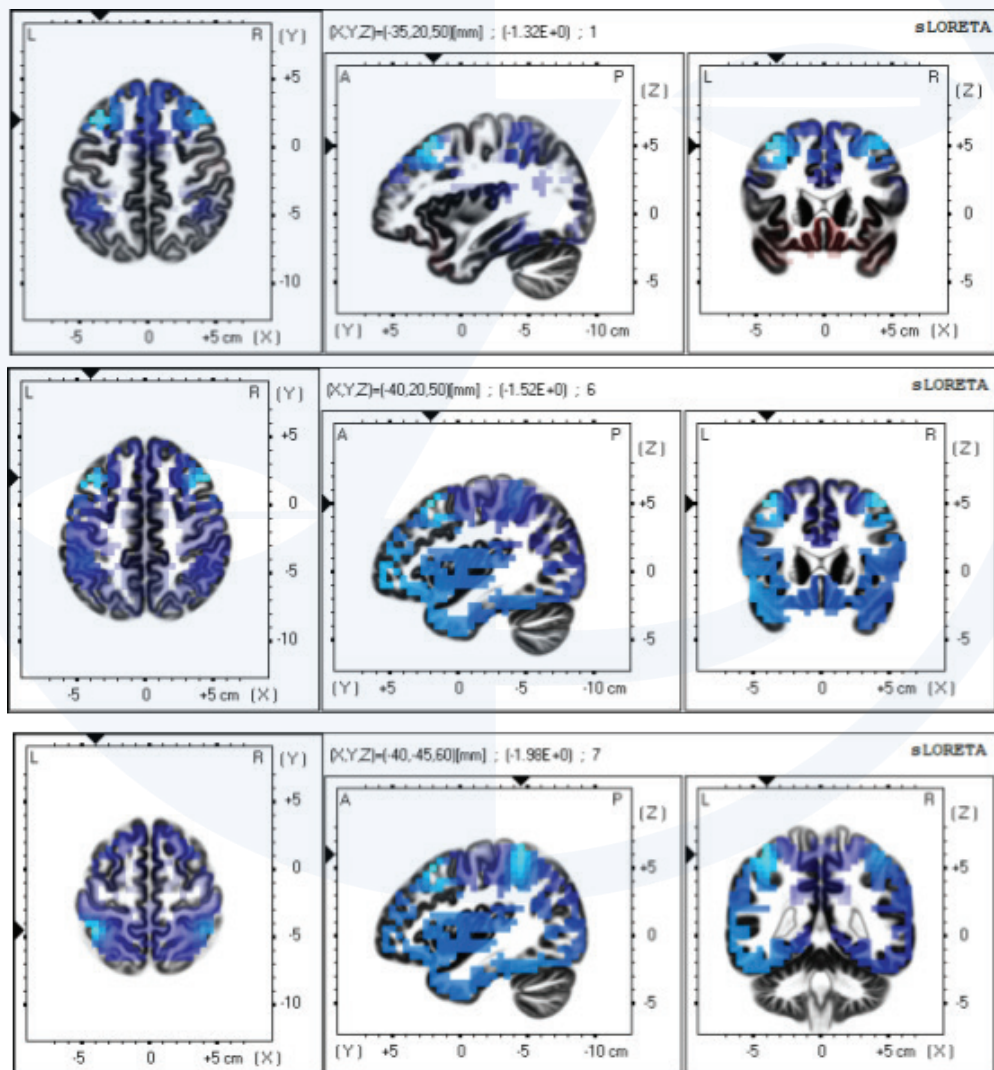 L R (Y) (X,Y,Z)=(-35,20,50)[mm] ; (-1.32E+0) ; 1 sLORETA
A P (Z) L R (Z)
+5 +5 +5
0
0 0
-5
-10 -5 -5
-5 0 +5 cm (X) (Y) +5 0 -5 -10 cm -5 0 +5 cm (X)
L R (Y) (X,Y,Z)=(-40,20,50)[mm] ; (-1.52E+0) ; 6 sLORETA
A P (Z) L R (Z)
+5 +5 +5
0
0 0
-5
-10 -5 -5
-5 0 +5 cm (X) (Y) +5 0 -5 -10 cm -5 0 +5 cm (X)
L R (Y) (X,Y,Z)=(-40,-45,60)[mm] ; (-1.98E+0) ; 7 sLORETA
A P (Z) L R (Z)
+5
0 +5 +5
-5 0 0
-10 -5 -5
-5 0 +5 cm (X) (Y) +5 0 -5 -10 cm -5 0 +5 cm (X)